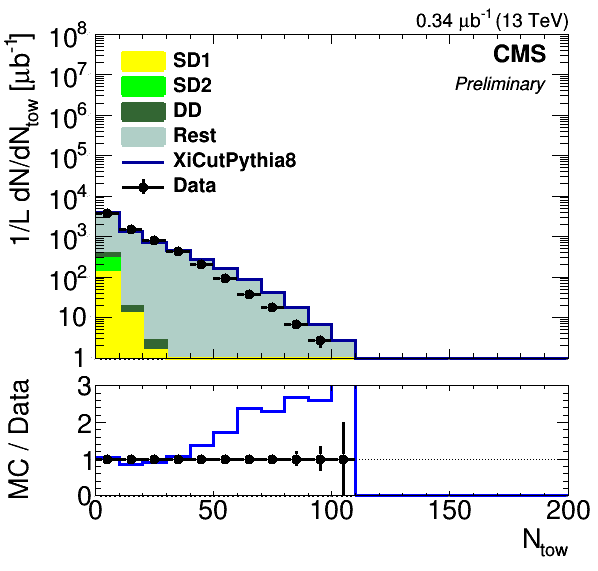 0.34 μb⁻¹ (13 TeV)
1/L dN/dN_tow [μb⁻¹]
10⁸
10⁷
10⁶
10⁵
10⁴
10³
10²
10
1
SD1
SD2
DD
Rest
XiCutPythia8
Data
CMS
Preliminary
MC / Data
3
2
1
0
0 50 100 150 200
N_tow